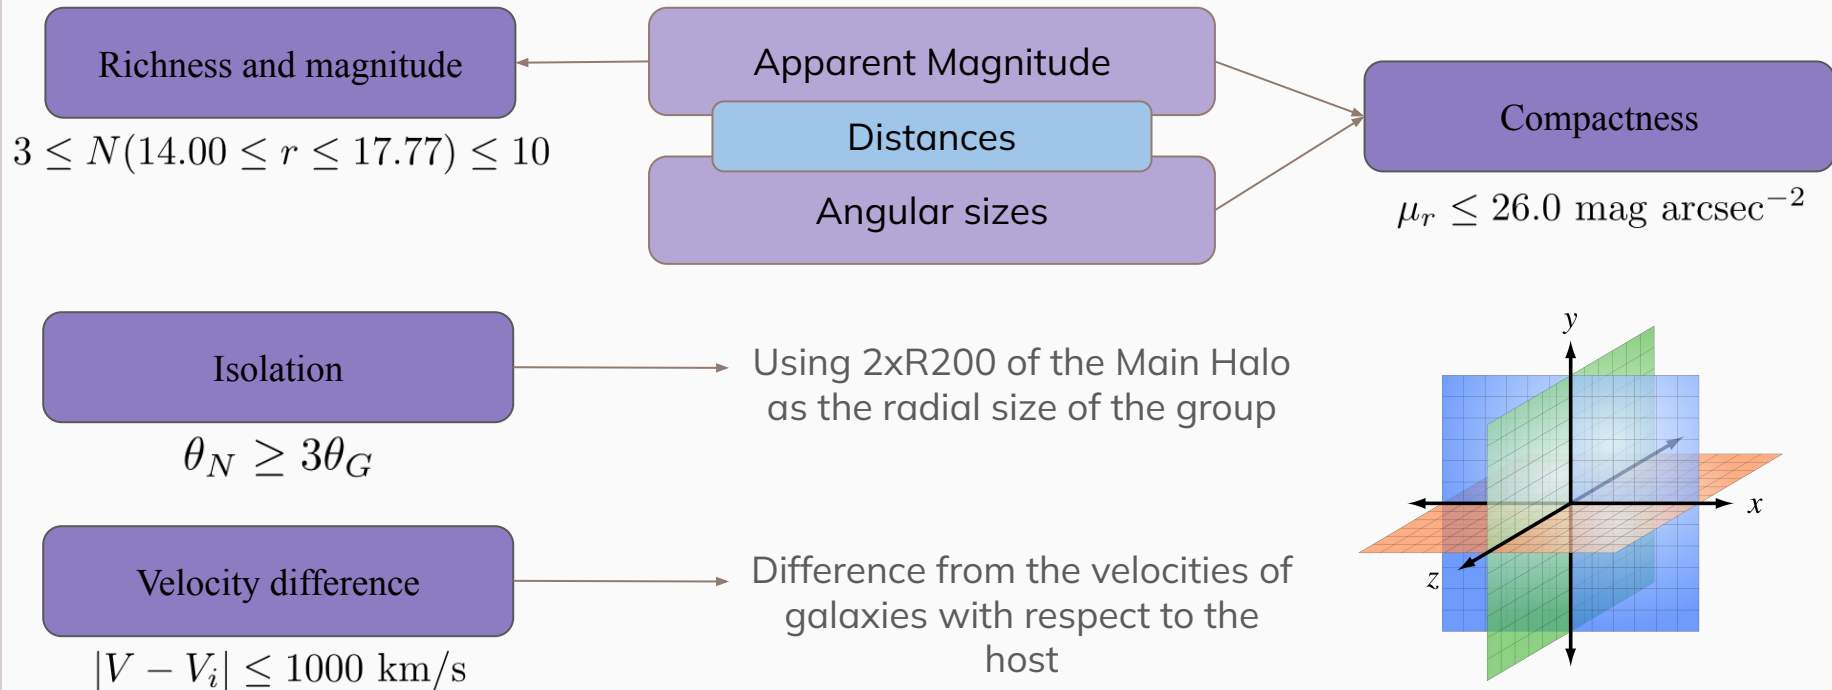 Richness and magnitude
3 ≤ N(14.00 ≤ r ≤ 17.77) ≤ 10
Apparent Magnitude
Distances
Angular sizes
Compactness
μ_r ≤ 26.0 mag arcsec⁻²
Isolation
θ_N ≥ 3θ_G
Using 2xR200 of the Main Halo
as the radial size of the group
Velocity difference
|V − V_i| ≤ 1000 km/s
Difference from the velocities of
galaxies with respect to the
host
y
x
z